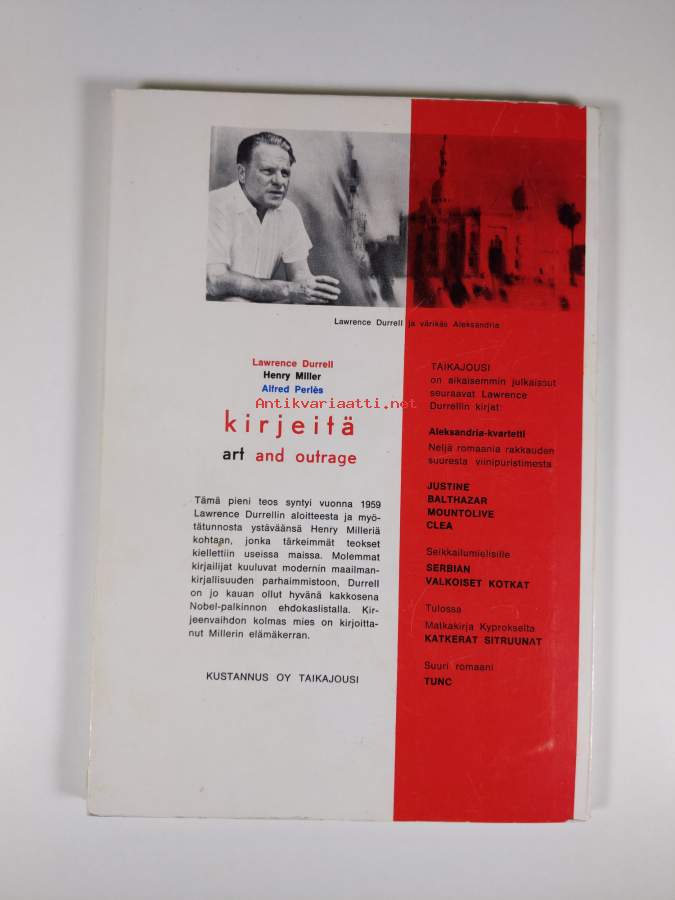 Lawrence Durrell ja värikäs Aleksandria
Lawrence Durrell
Henry Miller
Alfred Perlès
Antikvariaatti.net
kirjeitä
art and outrage
Tämä pieni teos syntyi vuonna 1959
Lawrence Durrellin aloitteesta ja myö-
tätunnosta ystäväänsä Henry Milleriä
kohtaan, jonka tärkeimmät teokset
kiellettiin useissa maissa. Molemmat
kirjailijat kuuluvat modernin maailman-
kirjallisuuden parhaimmistoon, Durrell
on jo kauan ollut hyvänä kakkosena
Nobel-palkinnon ehdokaslistalla. Kir-
jeenvaihdon kolmas mies on kirjoitta-
nut Millerin elämäkerran.
KUSTANNUS OY TAIKAJOUSI
TAIKAJOUSI
on aikaisemmin julkaissut
seuraavat Lawrence
Durrellin kirjat:
Aleksandria-kvartetti
Neljä romaania rakkauden
suuresta viinipuristimesta
JUSTINE
BALTHAZAR
MOUNTOLIVE
CLEA
Seikkailumielisille
SERBIAN
VALKOISET KOTKAT
Tulossa
Matkakirja Kyprokselta
KATKERAT SITRUUNAT
Suuri romaani
TUNC